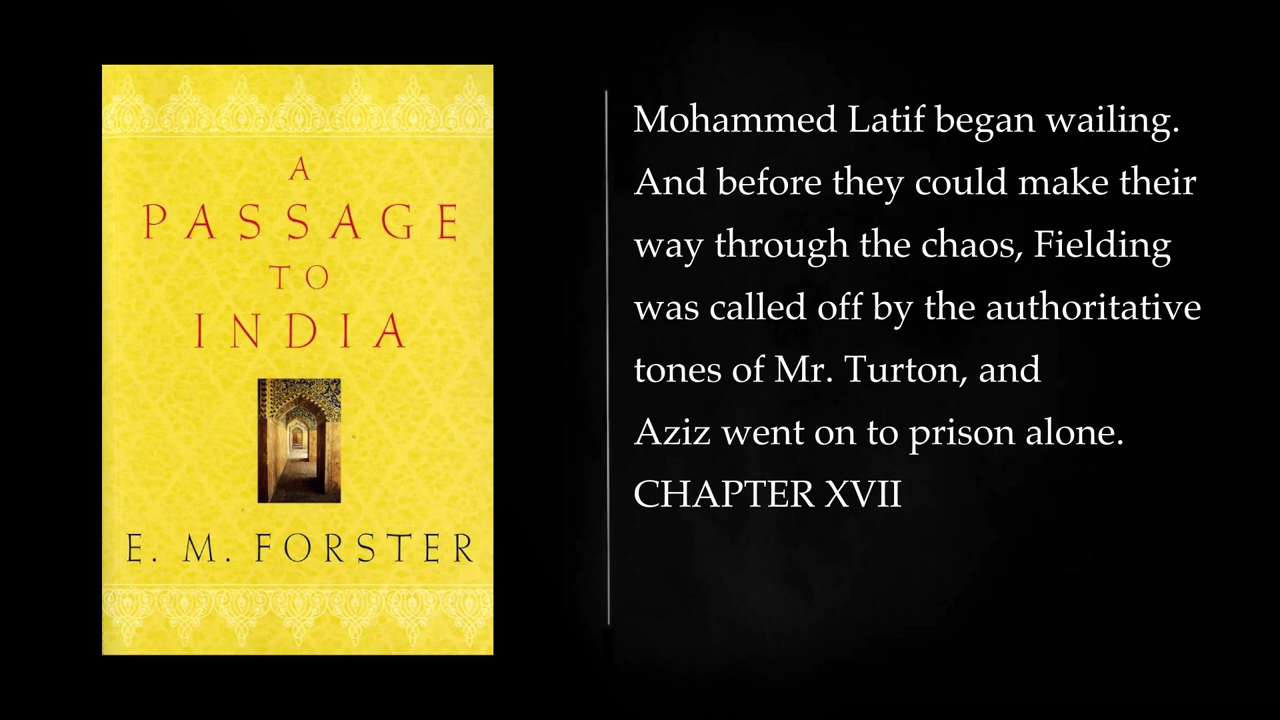 A
PASSAGE
TO
INDIA
E. M. FORSTER
Mohammed Latif began wailing.
And before they could make their
way through the chaos, Fielding
was called off by the authoritative
tones of Mr. Turton, and
Aziz went on to prison alone.
CHAPTER XVII